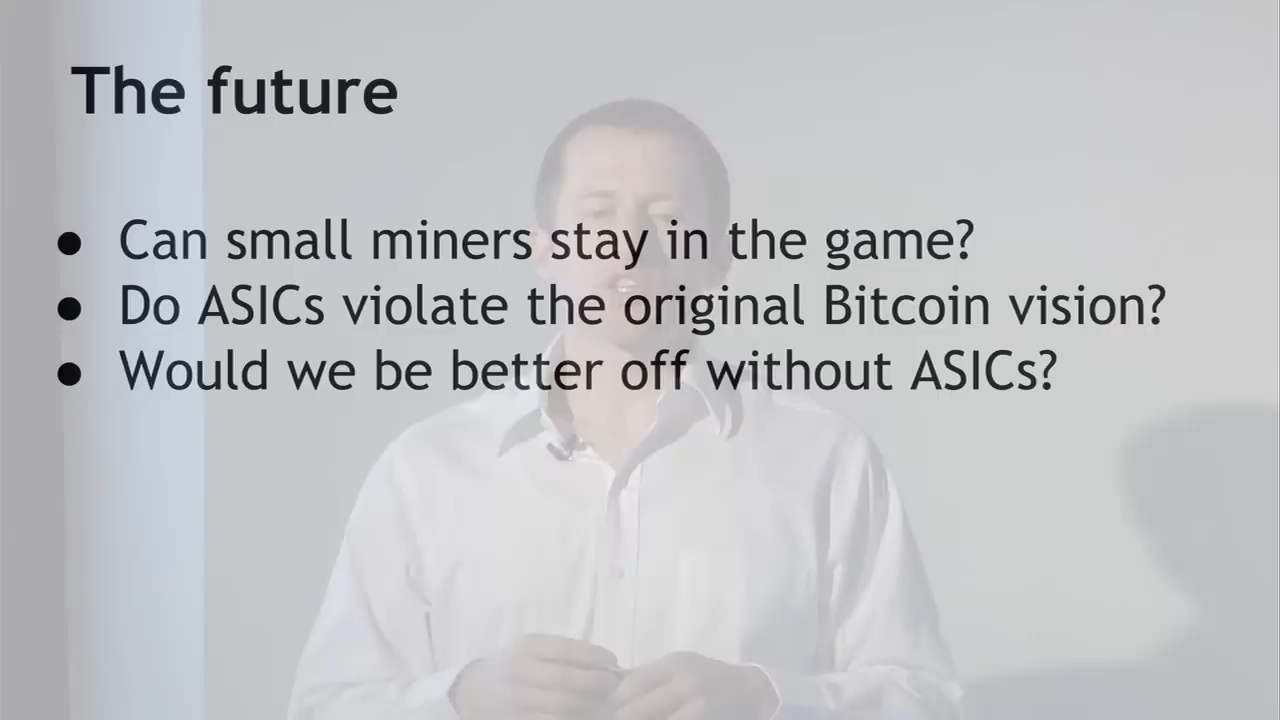 The future
● Can small miners stay in the game?
● Do ASICs violate the original Bitcoin vision?
● Would we be better off without ASICs?